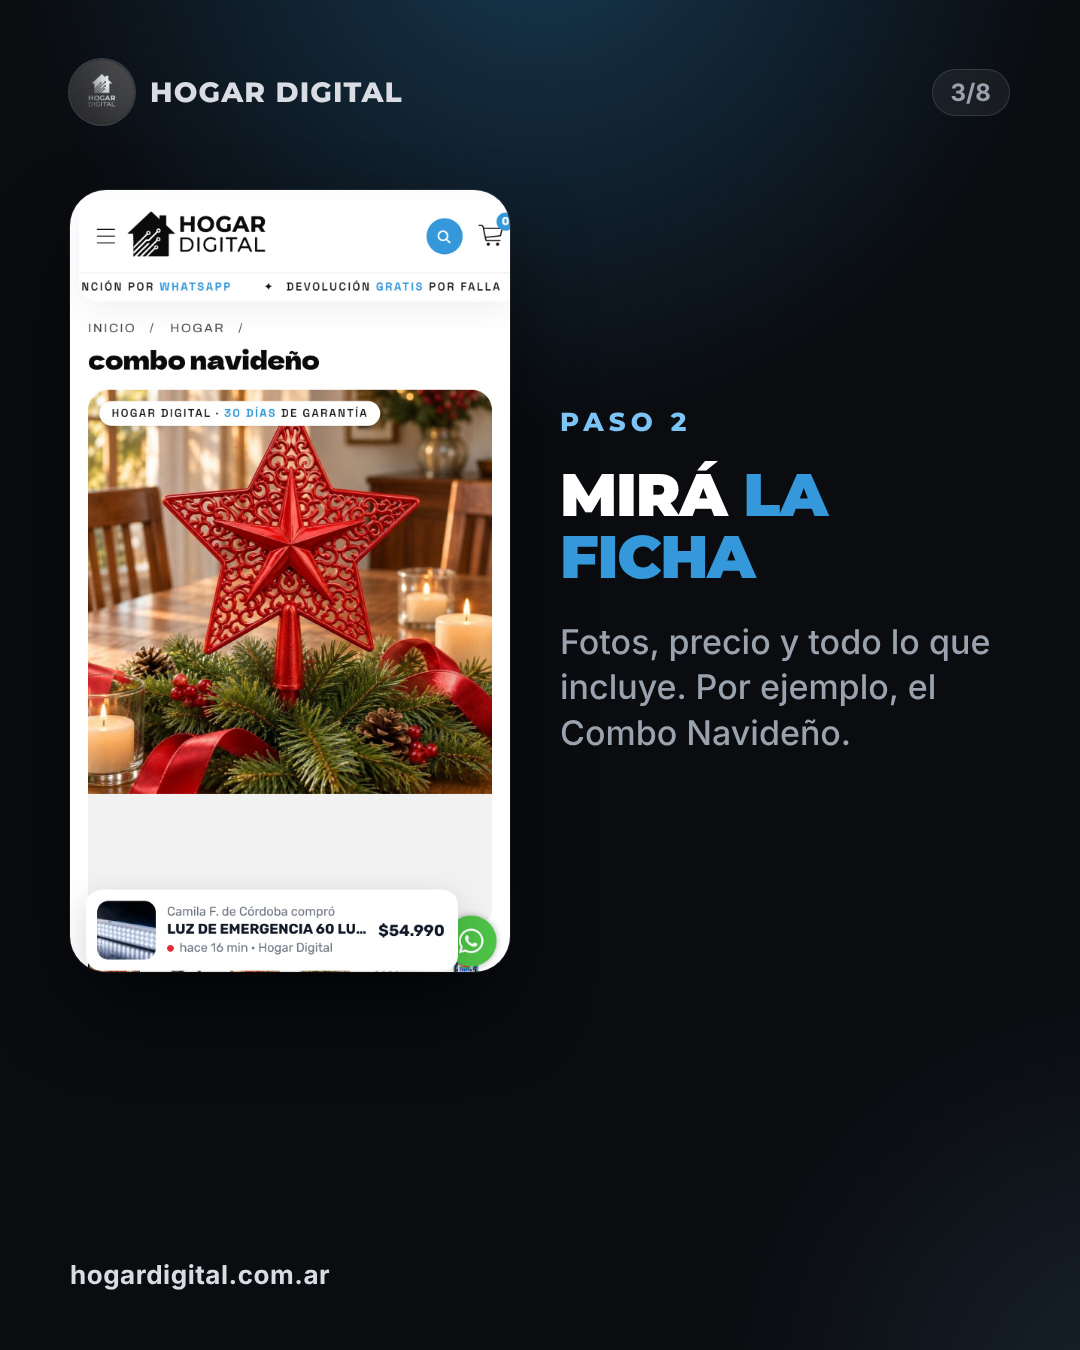 HOGAR DIGITAL
HOGAR DIGITAL
3/8
HOGAR
DIGITAL
0
NCIÓN POR WHATSAPP ✦ DEVOLUCIÓN GRATIS POR FALLA
INICIO / HOGAR /
combo navideño
HOGAR DIGITAL · 30 DÍAS DE GARANTÍA
Camila F. de Córdoba compró
LUZ DE EMERGENCIA 60 LU... $54.990
hace 16 min • Hogar Digital
PASO 2
MIRÁ LA
FICHA
Fotos, precio y todo lo que
incluye. Por ejemplo, el
Combo Navideño.
hogardigital.com.ar